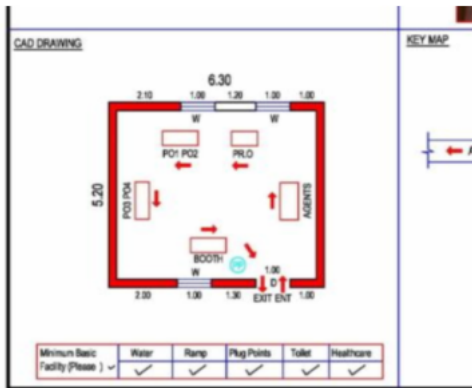 CAD DRAWING
KEY MAP
6.30
2.10 1.00 1.20 1.00 1.00
W W
PO1 PO2 PR.O
5.20
PO3 PO4
AGENTS
BOOTH
W 1.00
D
EXIT ENT
2.00 1.00 1.30 1.00
Minimum Basic Water Ramp Plug Points Toilet Healthcare
Facility (Please ) ✓ ✓ ✓ ✓ ✓ ✓